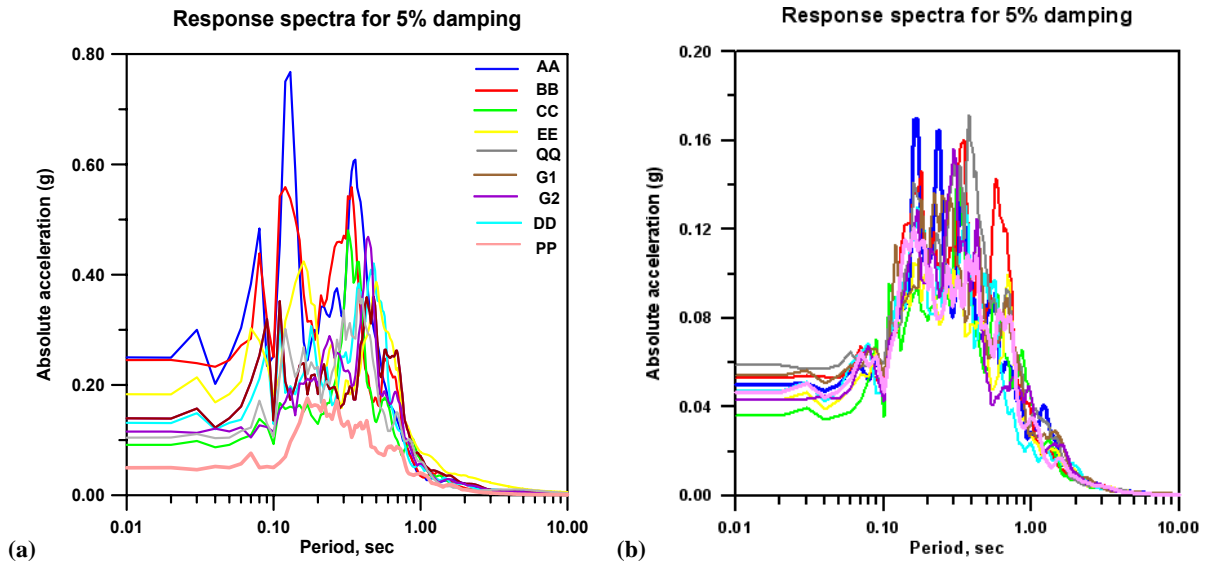 Response spectra for 5% damping
0.80
0.60
0.40
0.20
0.00
Absolute acceleration (g)
AA
BB
CC
EE
QQ
G1
G2
DD
PP
0.01
0.10
1.00
10.00
Period, sec
(a)
Response spectra for 5% damping
0.20
0.16
0.12
0.08
0.04
0.00
Absolute acceleration (g)
0.01
0.10
1.00
10.00
Period, sec
(b)